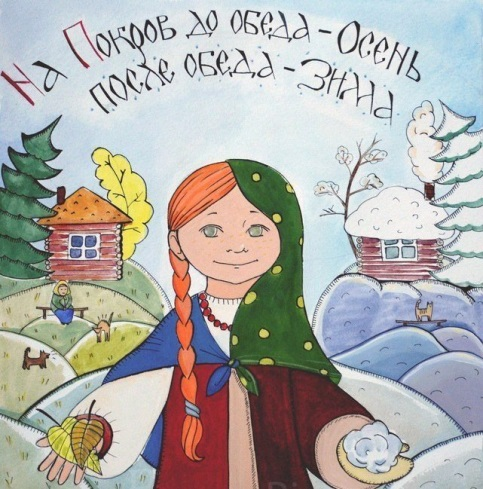 На Покров до обеда - Осень
после обеда - Зима